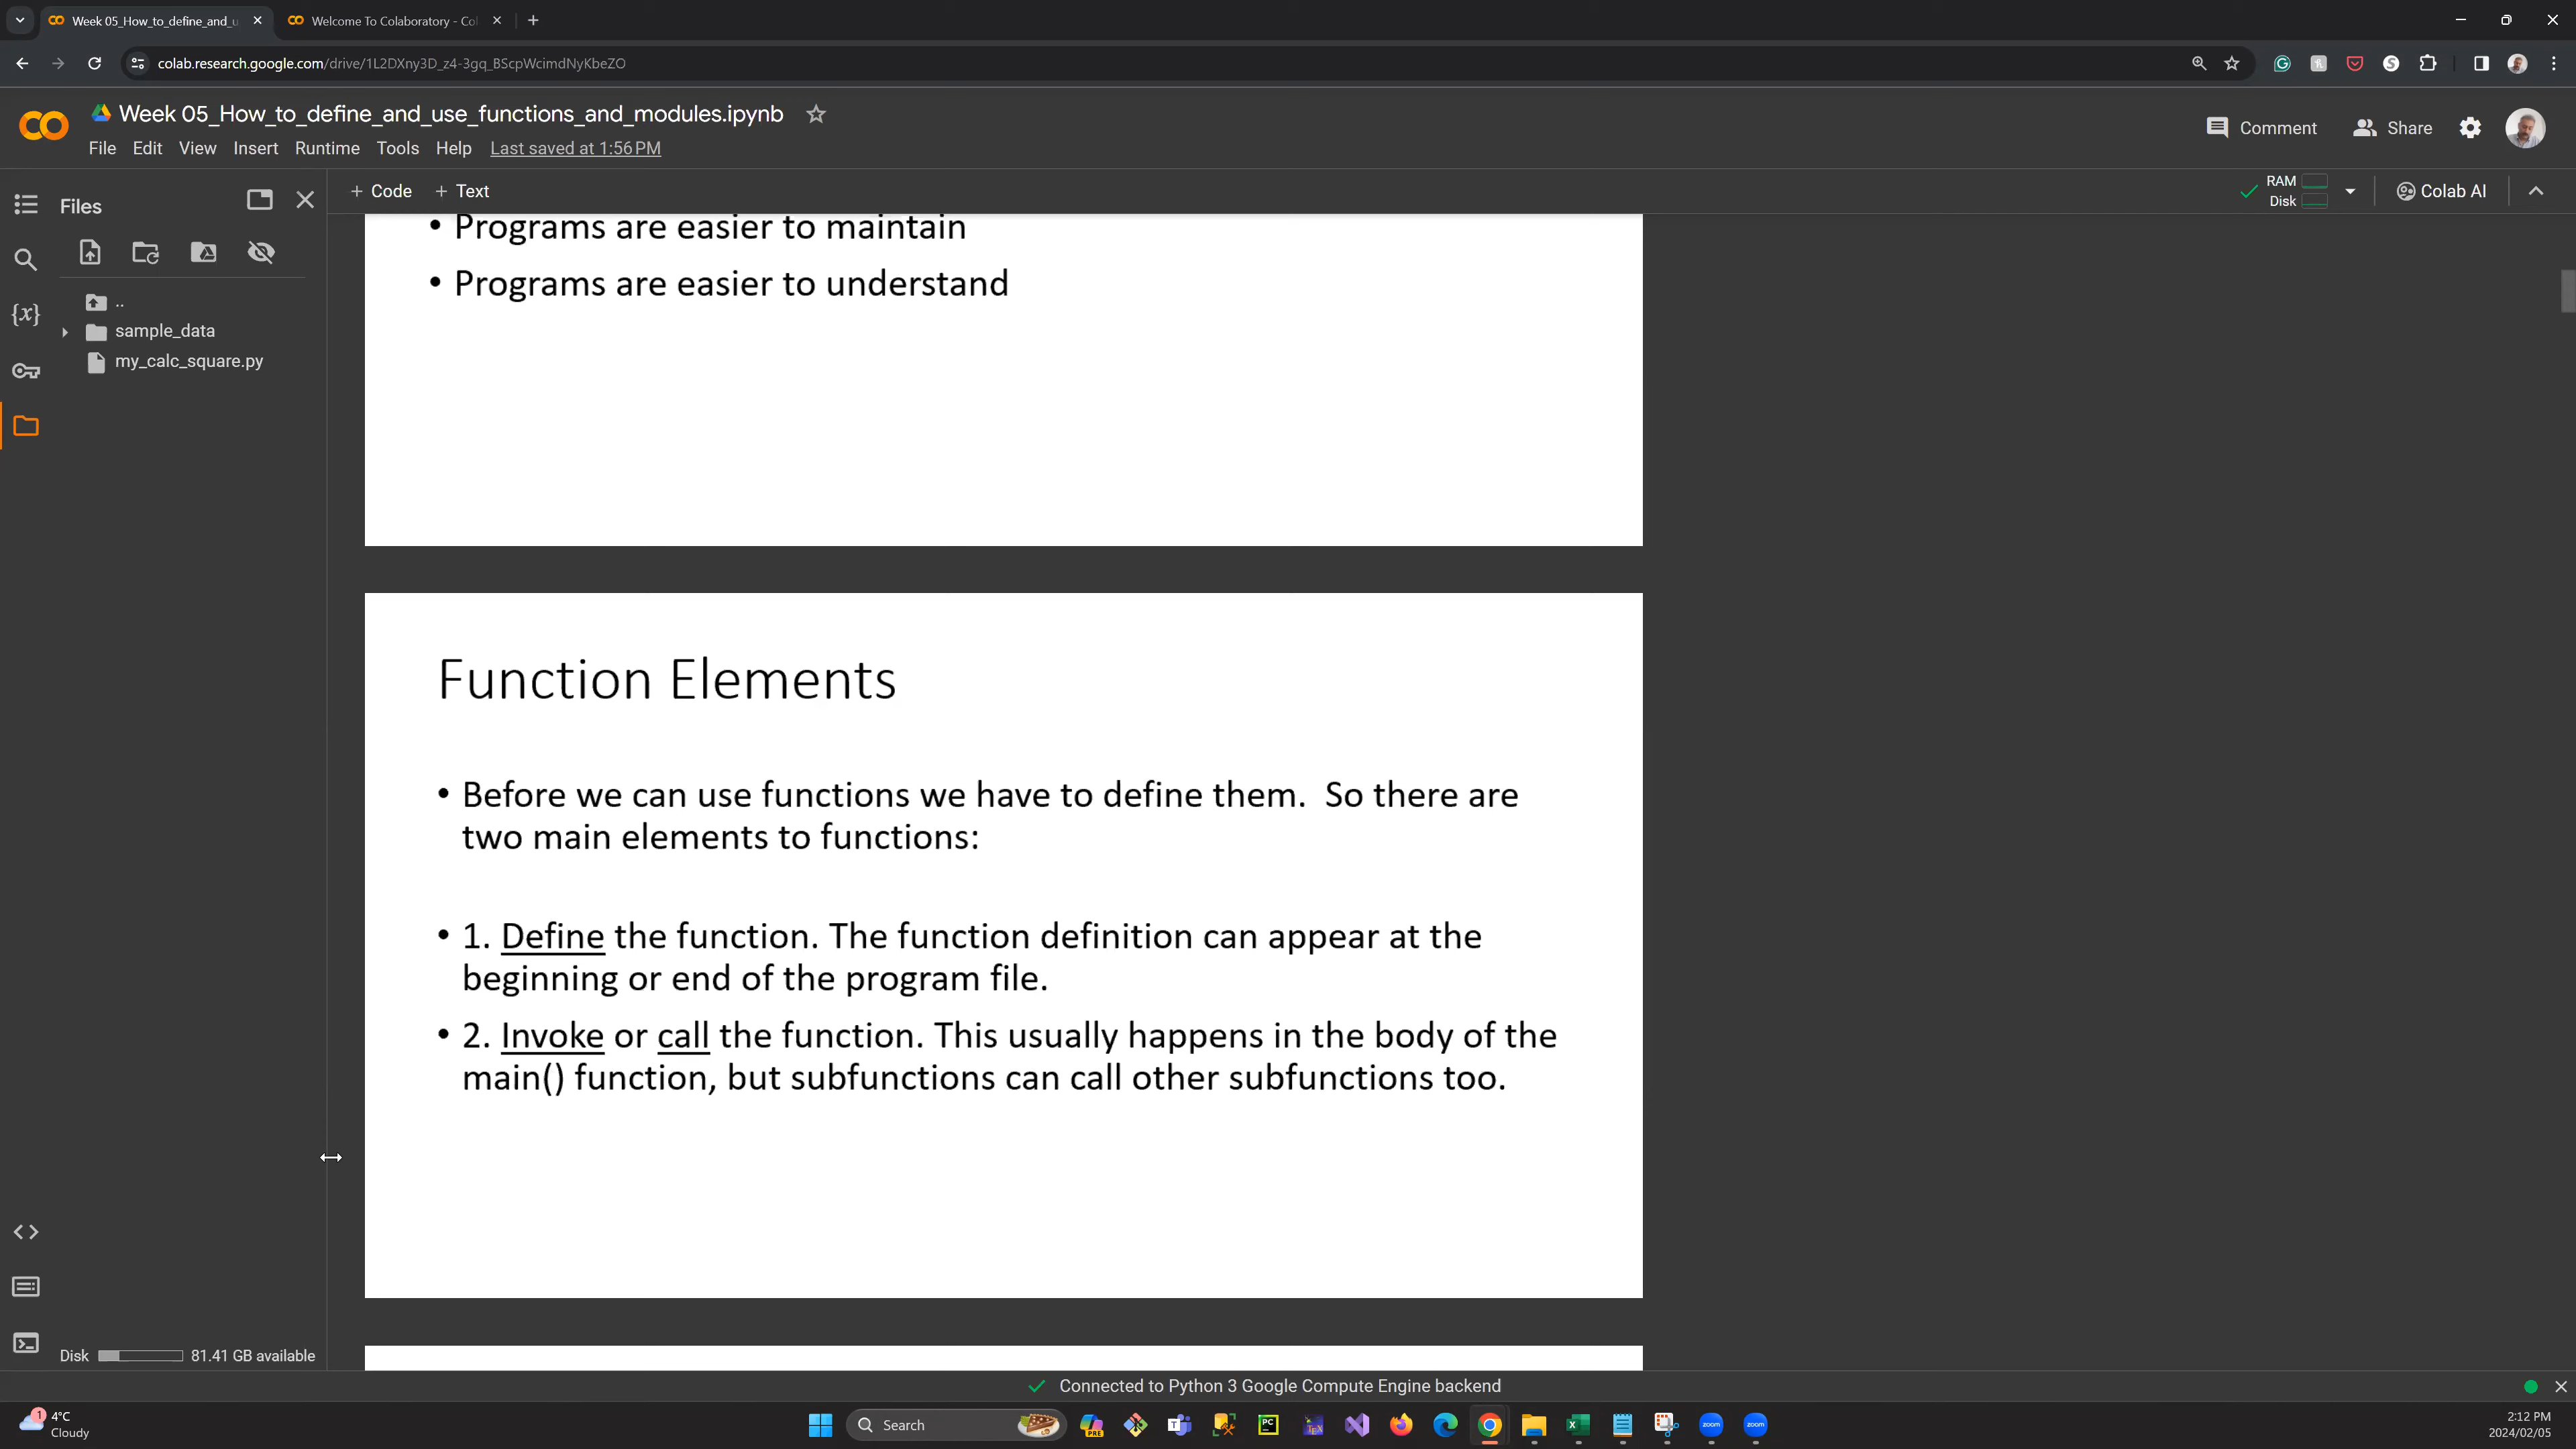 Week 05_How_to_define_and_u
Welcome To Colaboratory - Col
colab.research.google.com/drive/1L2DXny3D_z4-3gq_BScpWcimdNyKbeZO
Week 05_How_to_define_and_use_functions_and_modules.ipynb
Comment
Share
File Edit View Insert Runtime Tools Help Last saved at 1:56 PM
Files
+ Code + Text
RAM
Disk
Colab AI
..
sample_data
my_calc_square.py
{x}
• Programs are easier to maintain
• Programs are easier to understand
Function Elements
• Before we can use functions we have to define them. So there are
two main elements to functions:
• 1. Define the function. The function definition can appear at the
beginning or end of the program file.
• 2. Invoke or call the function. This usually happens in the body of the
main() function, but subfunctions can call other subfunctions too.
Disk 81.41 GB available
Connected to Python 3 Google Compute Engine backend
1
4°C
Cloudy
Search
PRE
PC
zoom
zoom
2:12 PM
2024/02/05